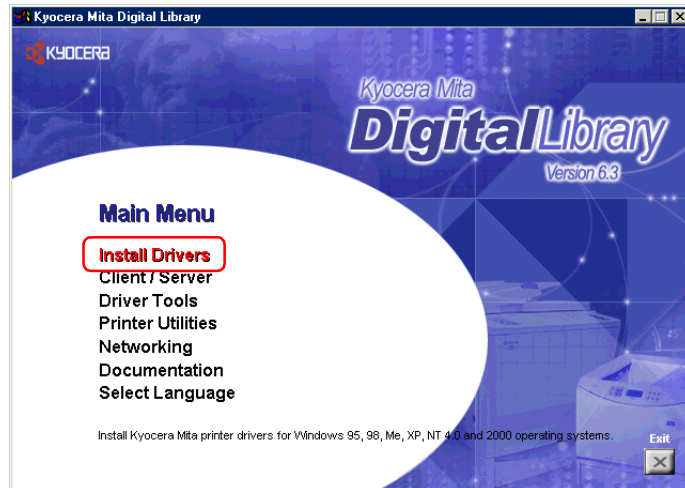 Kyocera Mita Digital Library
KYOCERA
Kyocera Mita
DigitalLibrary
Version 6.3
Main Menu
Install Drivers
Client / Server
Driver Tools
Printer Utilities
Networking
Documentation
Select Language
Install Kyocera Mita printer drivers for Windows 95, 98, Me, XP, NT 4.0 and 2000 operating systems.
Exit